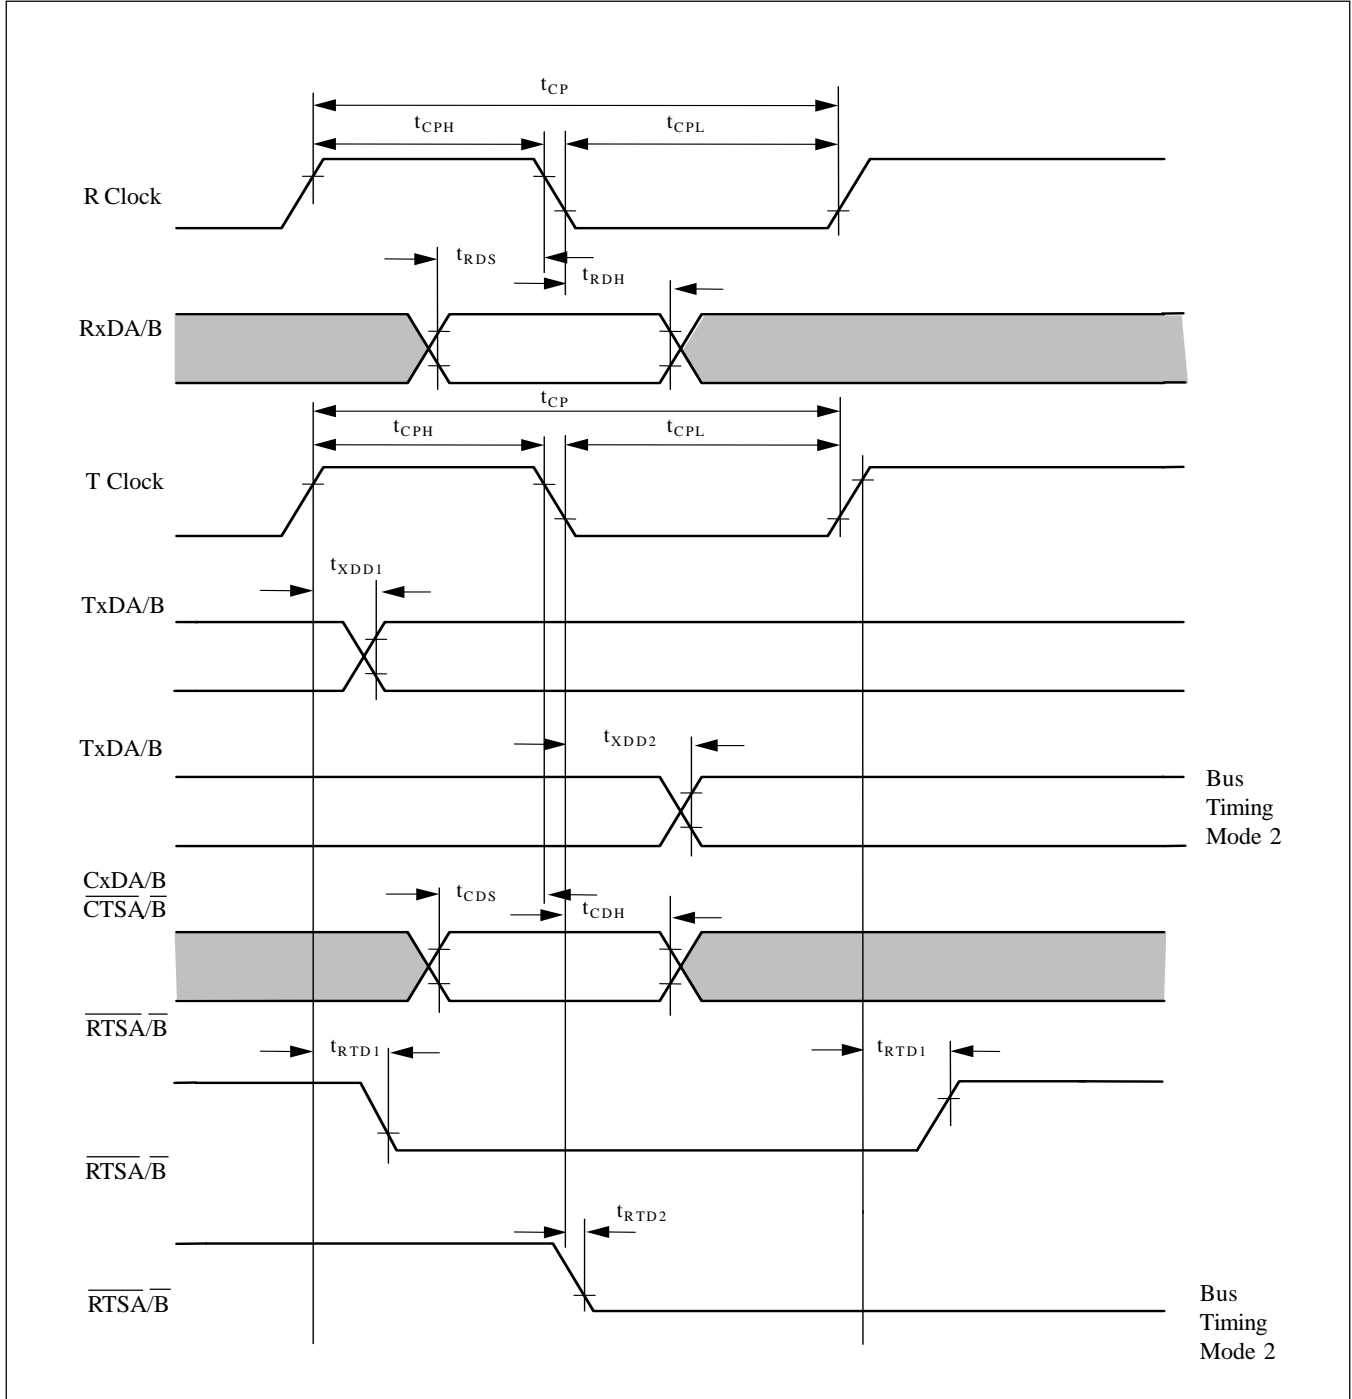 tCP
tCPH tCPL
R Clock
tRDS
tRDH
RxDA/B
tCP
tCPH tCPL
T Clock
tXDD1
TxDA/B
TxDA/B
tXDD2
Bus
Timing
Mode 2
CxDA/B
CTSA/B
tCDS
tCDH
RTSA/B
tRTD1 tRTD1
RTSA/B
tRTD2
RTSA/B
Bus
Timing
Mode 2